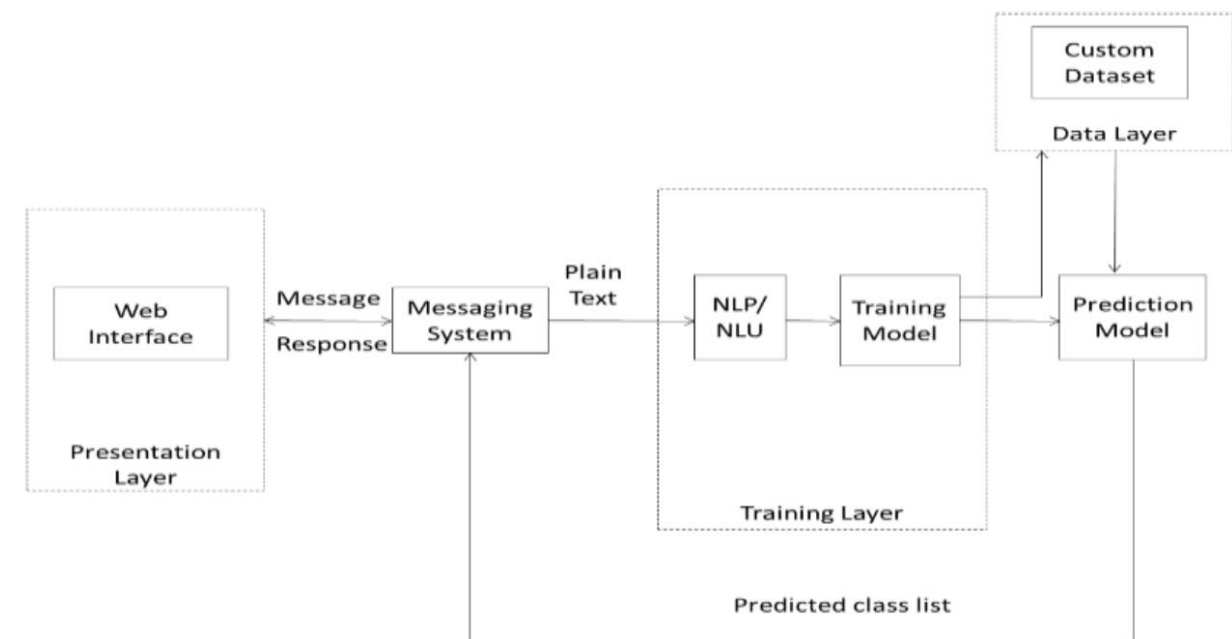 Custom
Dataset
Data Layer
Web
Interface
Presentation
Layer
Message
Response
Messaging
System
Plain
Text
NLP/
NLU
Training
Model
Training Layer
Prediction
Model
Predicted class list